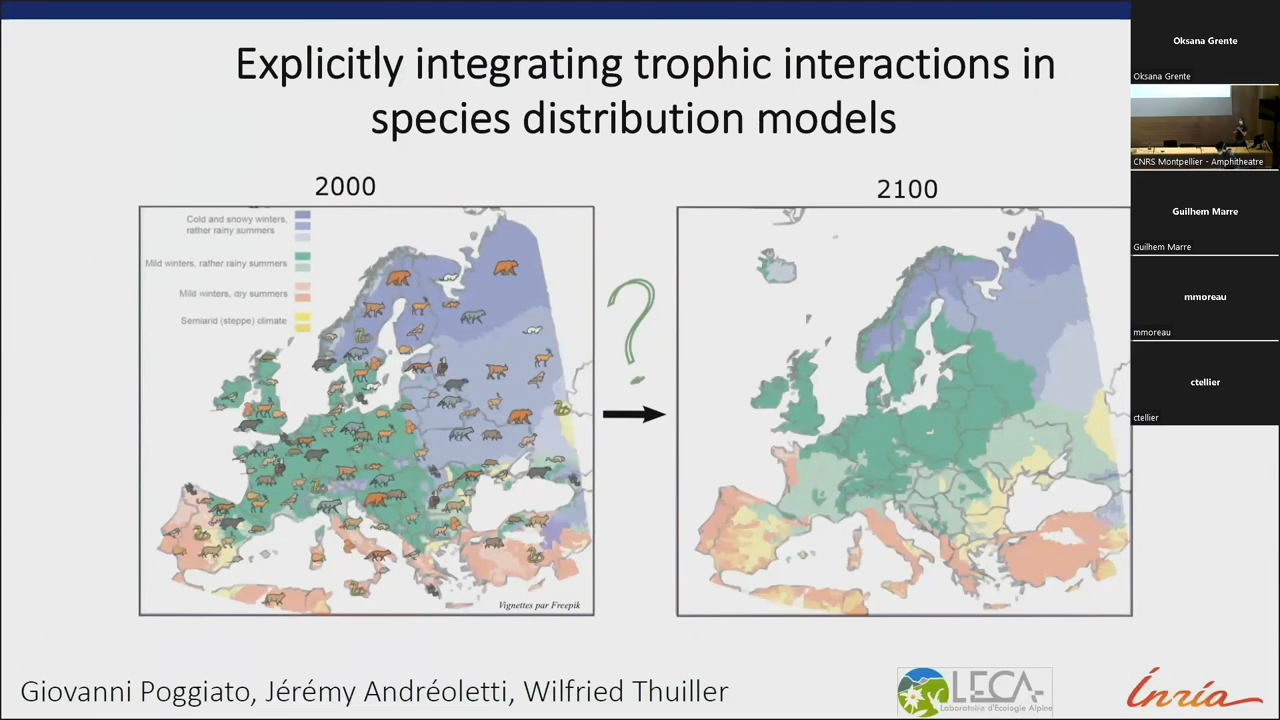 Explicitly integrating trophic interactions in
species distribution models
2000
2100
Cold and snowy winters,
rather rainy summers
Mild winters, rather rainy summers
Mild winters, dry summers
Semiarid (steppe) climate
?
Vignettes par Freepik
Giovanni Poggiato, Jérémy Andréoletti, Wilfried Thuiller
LECA
Laboratoire d'Ecologie Alpine
Inria
Oksana Grente
Oksana Grente
CNRS Montpellier - Amphitheatre
Guilhem Marre
Guilhem Marre
mmoreau
mmoreau
ctellier
ctellier